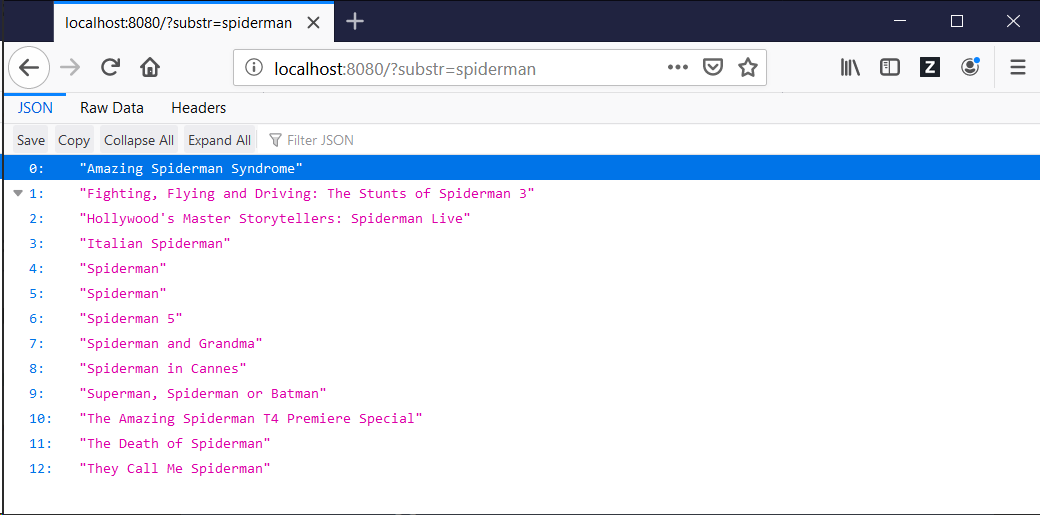 localhost:8080/?substr=spiderman
localhost:8080/?substr=spiderman
JSON Raw Data Headers
Save Copy Collapse All Expand All Filter JSON
0: "Amazing Spiderman Syndrome"
1: "Fighting, Flying and Driving: The Stunts of Spiderman 3"
2: "Hollywood's Master Storytellers: Spiderman Live"
3: "Italian Spiderman"
4: "Spiderman"
5: "Spiderman"
6: "Spiderman 5"
7: "Spiderman and Grandma"
8: "Spiderman in Cannes"
9: "Superman, Spiderman or Batman"
10: "The Amazing Spiderman T4 Premiere Special"
11: "The Death of Spiderman"
12: "They Call Me Spiderman"